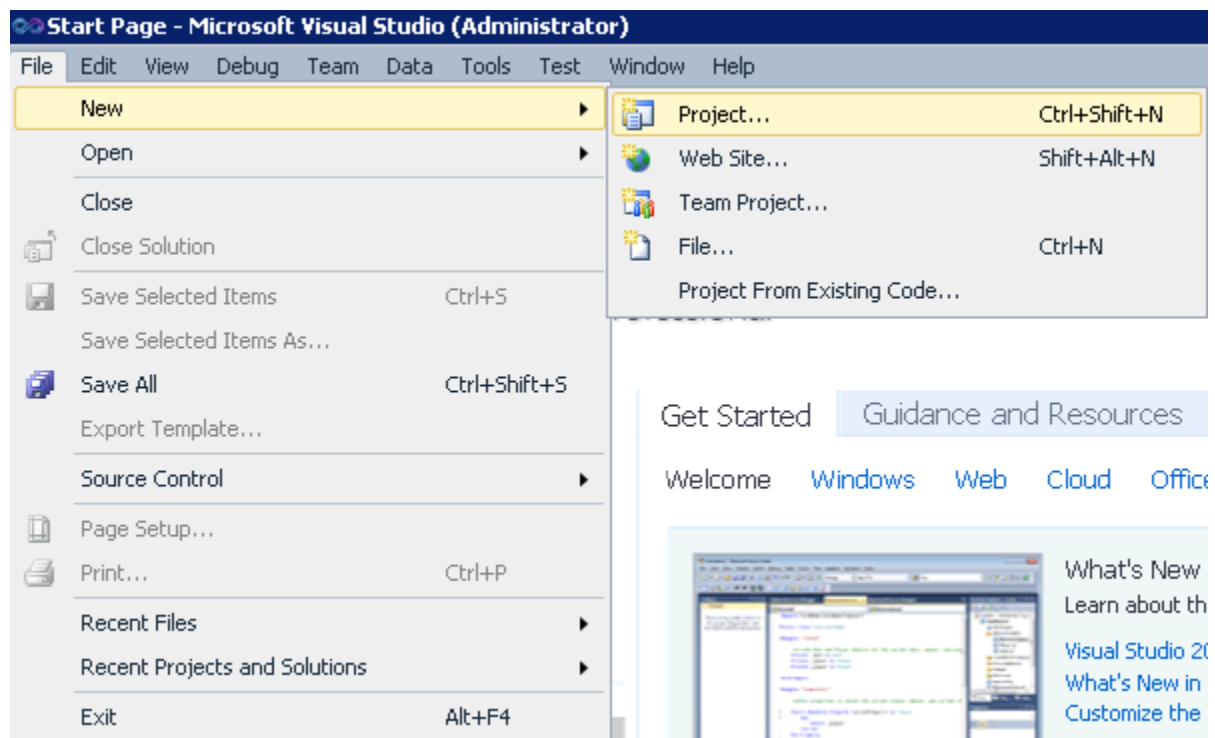 Start Page - Microsoft Visual Studio (Administrator)
File Edit View Debug Team Data Tools Test Window Help
New
Open
Close
Close Solution
Save Selected Items Ctrl+S
Save Selected Items As...
Save All Ctrl+Shift+S
Export Template...
Source Control
Page Setup...
Print... Ctrl+P
Recent Files
Recent Projects and Solutions
Exit Alt+F4
Project... Ctrl+Shift+N
Web Site... Shift+Alt+N
Team Project...
File... Ctrl+N
Project From Existing Code...
Get Started Guidance and Resources
Welcome Windows Web Cloud Office
What's New
Learn about th
Visual Studio 20
What's New in
Customize the